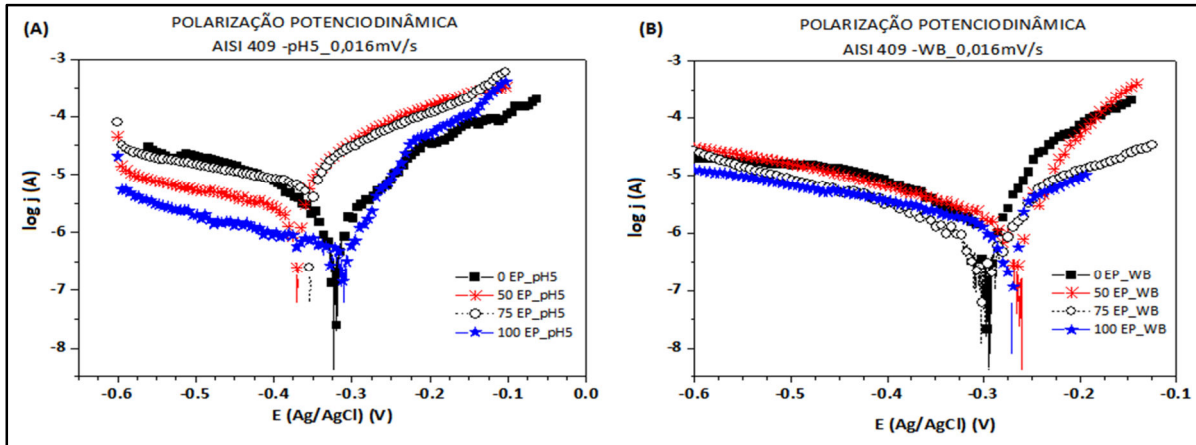 (A)
POLARIZAÇÃO POTENCIODINÂMICA
AISI 409 -pH5_0,016mV/s
-3
-4
-5
-6
-7
-8
log j (A)
0 EP_pH5
50 EP_pH5
75 EP_pH5
100 EP_pH5
-0.6 -0.5 -0.4 -0.3 -0.2 -0.1 0.0
E (Ag/AgCl) (V)
(B)
POLARIZAÇÃO POTENCIODINÂMICA
AISI 409 -WB_0,016mV/s
-3
-4
-5
-6
-7
-8
log j (A)
0 EP_WB
50 EP_WB
75 EP_WB
100 EP_WB
-0.6 -0.5 -0.4 -0.3 -0.2 -0.1
E (Ag/AgCl) (V)